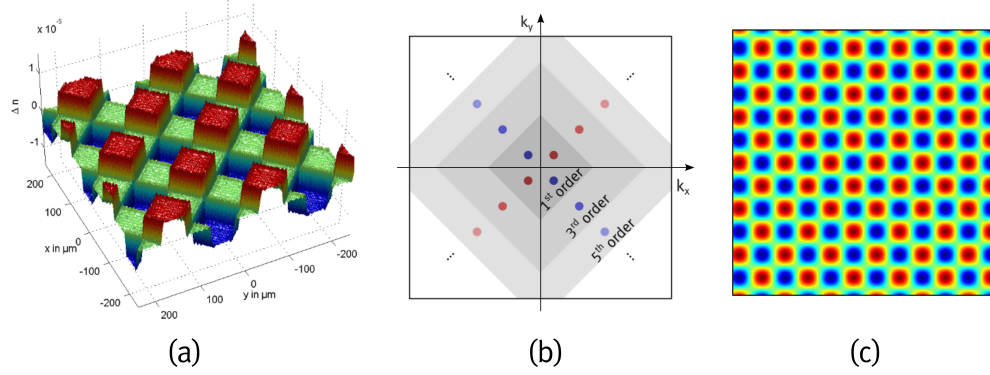 x 10⁻⁵
1
0
-1
Δ n
200
100
0
-100
-200
x in µm
200
100
0
-100
-200
y in µm
k_y
k_x
1st order
3rd order
5th order
...
...
...
...
(a)
(b)
(c)